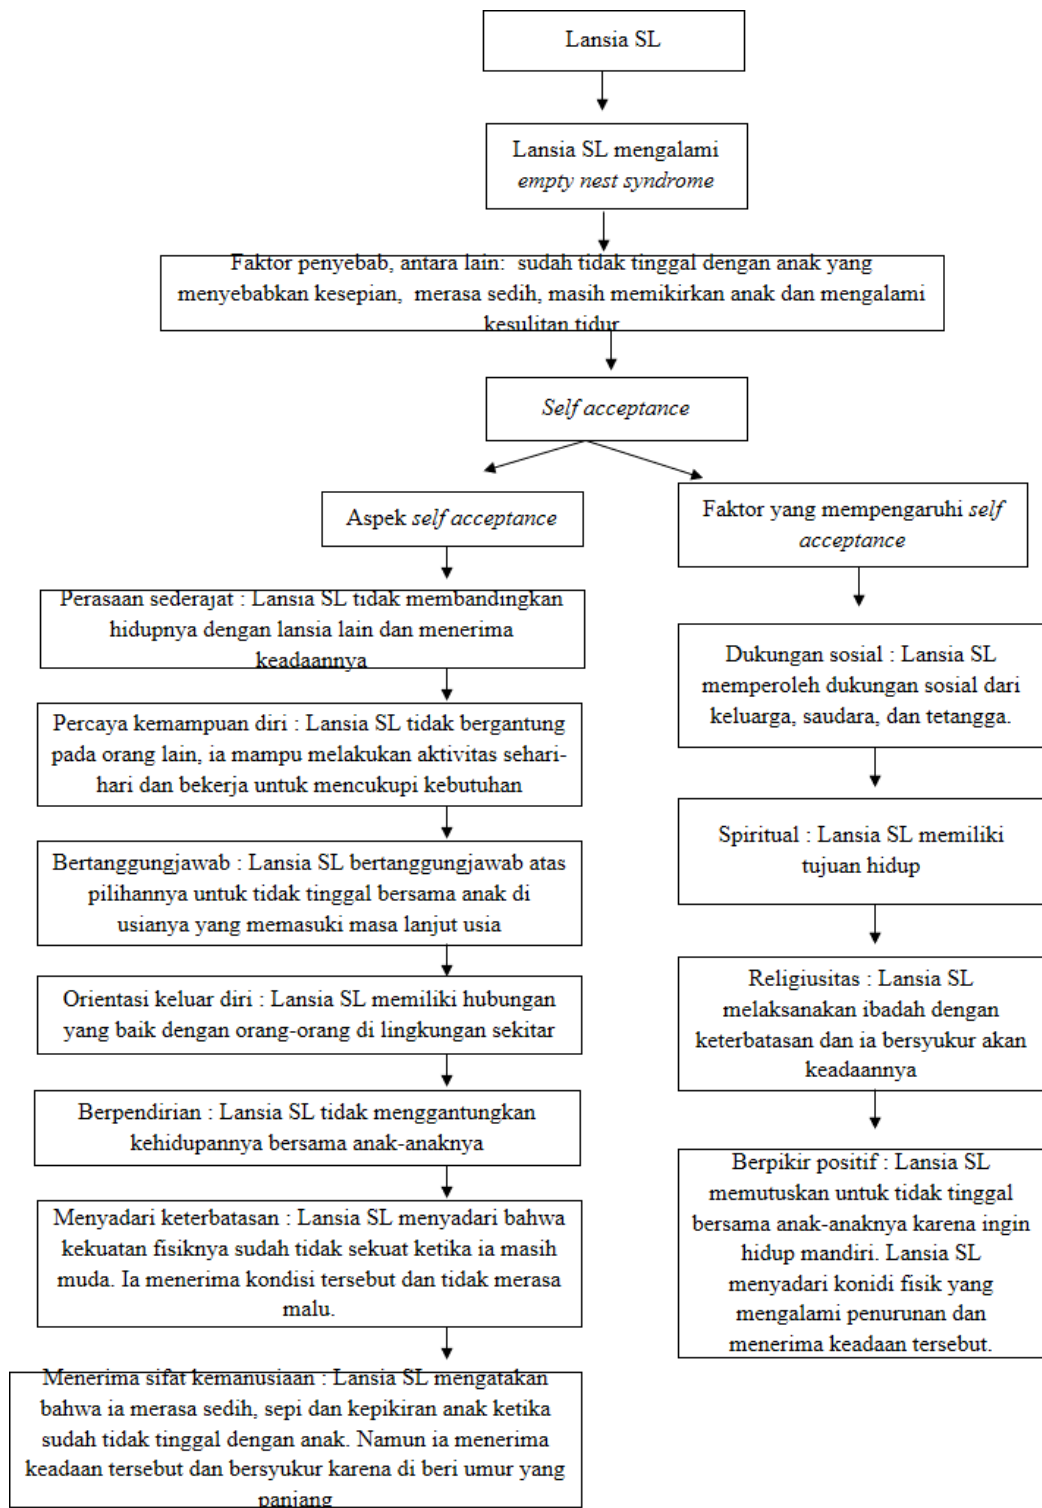 Lansia SL
Lansia SL mengalami
empty nest syndrome
Faktor penyebab, antara lain:  sudah tidak tinggal dengan anak yang
menyebabkan kesepian,  merasa sedih, masih memikirkan anak dan mengalami
kesulitan tidur
Self acceptance
Aspek self acceptance
Perasaan sederajat : Lansia SL tidak membandingkan
hidupnya dengan lansia lain dan menerima
keadaannya
Percaya kemampuan diri : Lansia SL tidak bergantung
pada orang lain, ia mampu melakukan aktivitas sehari-
hari dan bekerja untuk mencukupi kebutuhan
Bertanggungjawab : Lansia SL bertanggungjawab atas
pilihannya untuk tidak tinggal bersama anak di
usianya yang memasuki masa lanjut usia
Orientasi keluar diri : Lansia SL memiliki hubungan
yang baik dengan orang-orang di lingkungan sekitar
Berpendirian : Lansia SL tidak menggantungkan
kehidupannya bersama anak-anaknya
Menyadari keterbatasan : Lansia SL menyadari bahwa
kekuatan fisiknya sudah tidak sekuat ketika ia masih
muda. Ia menerima kondisi tersebut dan tidak merasa
malu.
Menerima sifat kemanusiaan : Lansia SL mengatakan
bahwa ia merasa sedih, sepi dan kepikiran anak ketika
sudah tidak tinggal dengan anak. Namun ia menerima
keadaan tersebut dan bersyukur karena di beri umur yang
panjang
Faktor yang mempengaruhi self
acceptance
Dukungan sosial : Lansia SL
memperoleh dukungan sosial dari
keluarga, saudara, dan tetangga.
Spiritual : Lansia SL memiliki
tujuan hidup
Religiusitas : Lansia SL
melaksanakan ibadah dengan
keterbatasan dan ia bersyukur akan
keadaannya
Berpikir positif : Lansia SL
memutuskan untuk tidak tinggal
bersama anak-anaknya karena ingin
hidup mandiri. Lansia SL
menyadari konidi fisik yang
mengalami penurunan dan
menerima keadaan tersebut.